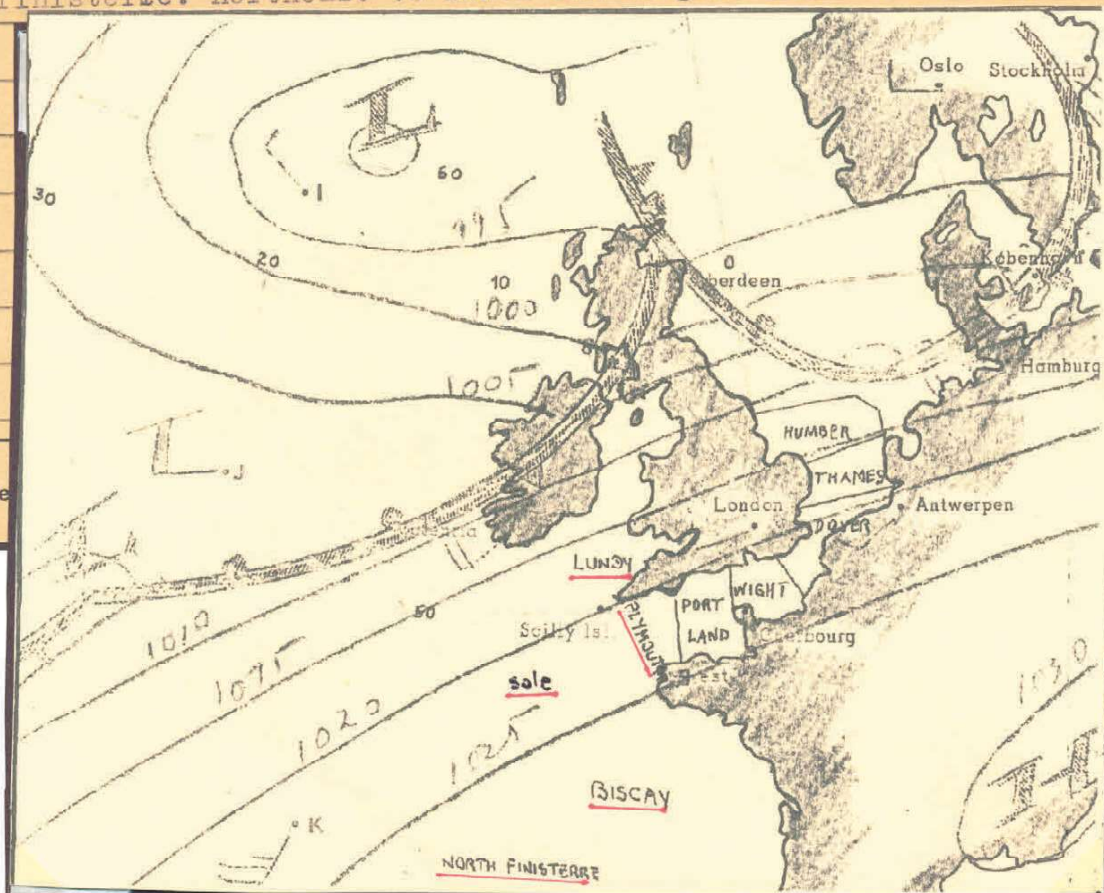 Finisterre:
Oslo Stockholm
L
60
I
30
995
20
København
0
Aberdeen
10
1000
1005
Hamburg
HUMBER
L
J
THAMES
London
Antwerpen
DOVER
LUNDY
WIGHT
PORT
LAND
50
Scilly Isl.
PLYMOUTH
Cherbourg
1010
Brest
1015
sole
1030
1020
1025
H
BISCAY
K
NORTH FINISTERRE